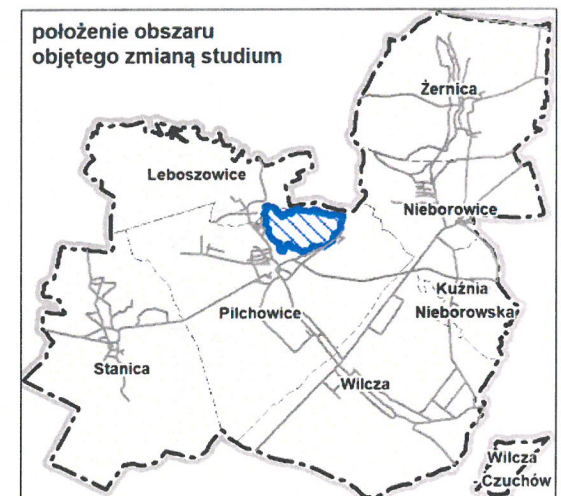 położenie obszaru
objętego zmianą studium
Żernica
Leboszowice
Nieborowice
Kuźnia
Nieborowska
Pilchowice
Stanica
Wilcza
Wilcza
Czuchów